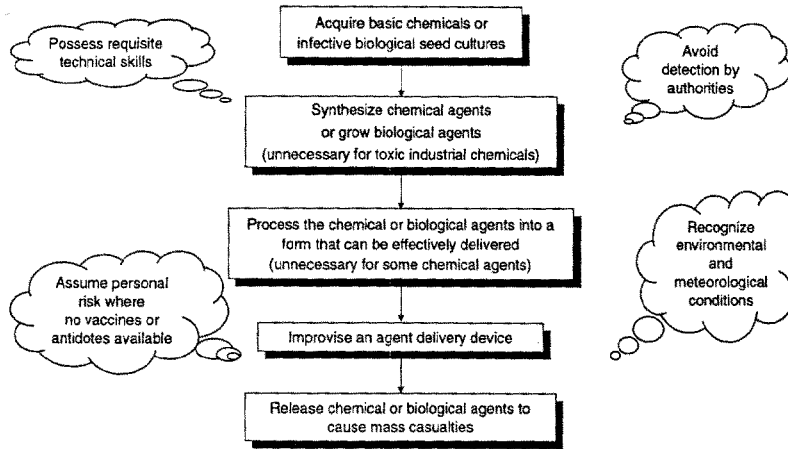 Acquire basic chemicals or
infective biological seed cultures
Possess requisite
technical skills
Avoid
detection by
authorities
Synthesize chemical agents
or grow biological agents
(unnecessary for toxic industrial chemicals)
Process the chemical or biological agents into a
form that can be effectively delivered
(unnecessary for some chemical agents)
Recognize
environmental
and
meteorological
conditions
Assume personal
risk where
no vaccines or
antidotes available
Improvise an agent delivery device
Release chemical or biological agents to
cause mass casualties